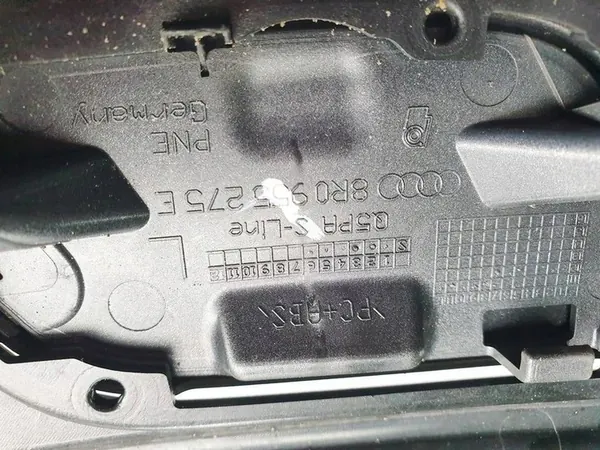 8R0 955 275 E
Q5PA S-Line
L
PNE
Germany
1 2 3 4 5 6 7 8 9 10 11 12
>PC+ABS<